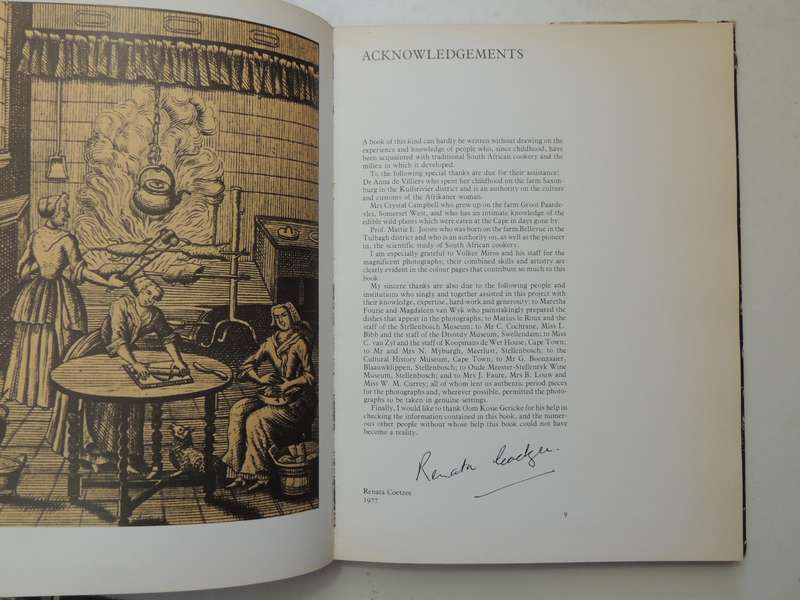 ACKNOWLEDGEMENTS
A book of this kind can hardly be written without drawing on the
experience and knowledge of people who, since childhood, have
been acquainted with traditional South African cookery and the
milieu in which it developed.
To the following special thanks are due for their assistance:
Dr Anna de Villiers who spent her childhood on the farm Saxon-
burg in the Kuilsrivier district and is an authority on the culture
and customs of the Afrikaner woman.
Mrs Crystal Campbell who grew up on the farm Groot Paarde-
vlei, Somerset West, and who has an intimate knowledge of the
edible wild plants which were eaten at the Cape in days gone by.
Prof. Mattie E. Jooste who was born on the farm Bellevue in the
Tulbagh district and who is an authority on, as well as the pioneer
in, the scientific study of South African cookery.
I am especially grateful to Volker Miros and his staff for the
magnificent photographs; their combined skills and artistry are
clearly evident in the colour pages that contribute so much to this
book.
My sincere thanks are also due to the following people and
institutions who singly and together assisted in this project with
their knowledge, expertise, hard work and generosity: to Maretha
Fourie and Magdaleen van Wyk who painstakingly prepared the
dishes that appear in the photographs; to Matius le Roux and the
staff of the Stellenbosch Museum; to Mr C. Cochrane, Miss L.
Bibb and the staff of the Drostdy Museum, Swellendam; to Miss
C. van Zyl and the staff of Koopmans de Wet House, Cape Town;
to Mr and Mrs N. Myburgh, Meerlust, Stellenbosch; to the
Cultural History Museum, Cape Town; to Mr G. Boonzaaier,
Blaauwklippen, Stellenbosch; to Oude Meester-Stellenryk Wine
Museum, Stellenbosch; and to Mrs J. Faure, Mrs B. Louw and
Miss W. M. Currey; all of whom lent us authentic period pieces
for the photographs and, wherever possible, permitted the pho-
tographs to be taken in genuine settings.
Finally, I would like to thank Oom Kosie Gericke for his help in
checking the information contained in this book, and the numer-
ous other people without whose help this book could not have
become a reality.
Renata Coetzee.
Renata Coetzee
1977
9